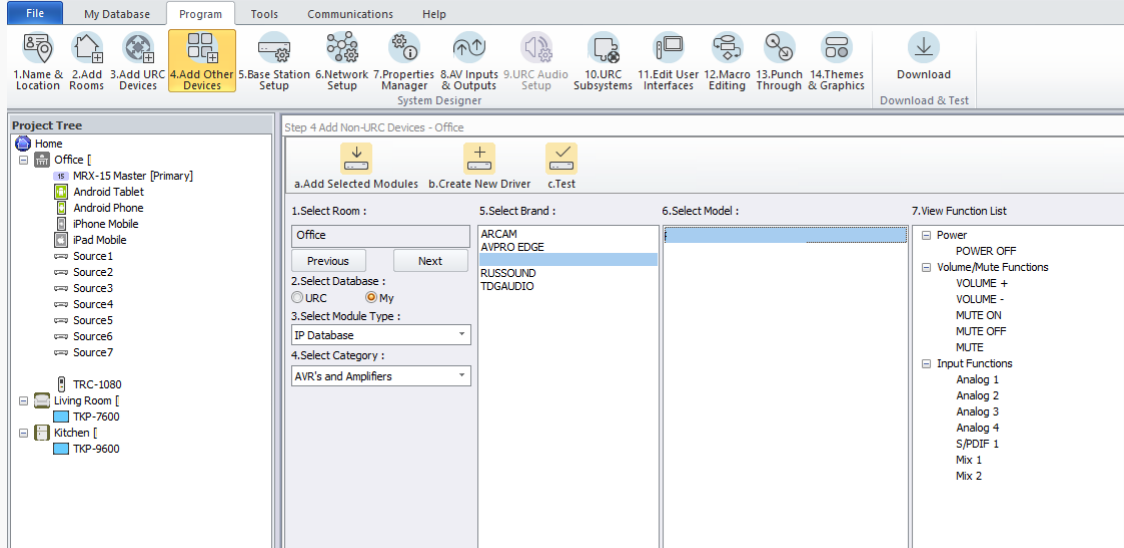 File My Database Program Tools Communications Help
1.Name & Location 2.Add Rooms 3.Add URC Devices 4.Add Other Devices 5.Base Station Setup 6.Network Setup 7.Properties Manager 8.AV Inputs & Outputs 9.URC Audio Setup 10.URC Subsystems 11.Edit User Interfaces 12.Macro Editing 13.Punch Through 14.Themes & Graphics Download
System Designer Download & Test
Project Tree
Home
Office [
15 MRX-15 Master [Primary]
Android Tablet
Android Phone
iPhone Mobile
iPad Mobile
Source1
Source2
Source3
Source4
Source5
Source6
Source7
TRC-1080
Living Room [
TKP-7600
Kitchen [
TKP-9600
Step 4 Add Non-URC Devices - Office
a.Add Selected Modules b.Create New Driver c.Test
1.Select Room :
Office
Previous Next
2.Select Database :
URC My
3.Select Module Type :
IP Database
4.Select Category :
AVR's and Amplifiers
5.Select Brand :
ARCAM
AVPRO EDGE
RUSSOUND
TDGAUDIO
6.Select Model :
7.View Function List
Power
POWER OFF
Volume/Mute Functions
VOLUME +
VOLUME -
MUTE ON
MUTE OFF
MUTE
Input Functions
Analog 1
Analog 2
Analog 3
Analog 4
S/PDIF 1
Mix 1
Mix 2